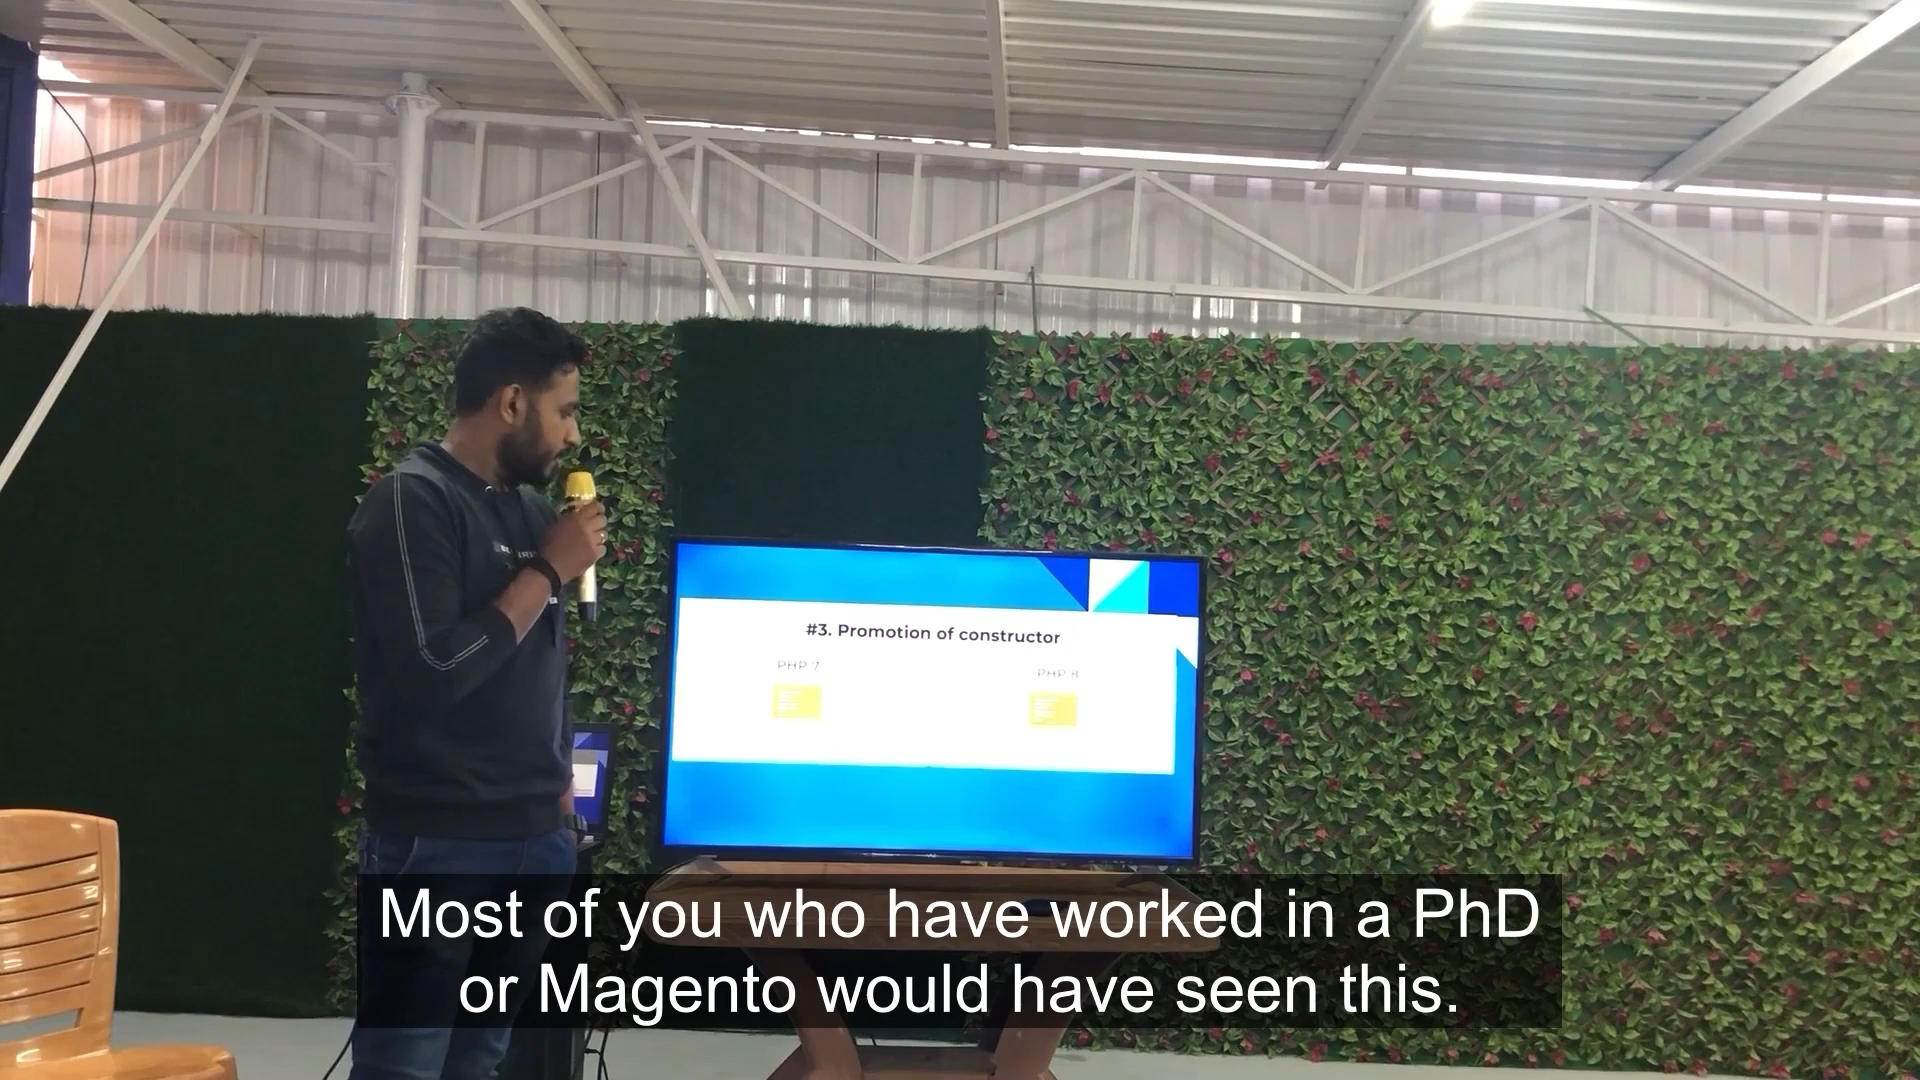 #3. Promotion of constructor
PHP 7
PHP 8
Most of you who have worked in a PhD
or Magento would have seen this.